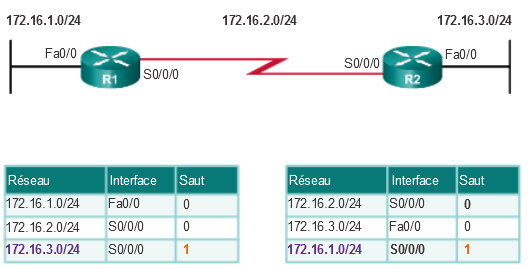 172.16.1.0/24 172.16.2.0/24 172.16.3.0/24
Fa0/0 S0/0/0 S0/0/0 Fa0/0
R1 R2
Réseau Interface Saut
172.16.1.0/24 Fa0/0 0
172.16.2.0/24 S0/0/0 0
172.16.3.0/24 S0/0/0 1
Réseau Interface Saut
172.16.2.0/24 S0/0/0 0
172.16.3.0/24 Fa0/0 0
172.16.1.0/24 S0/0/0 1